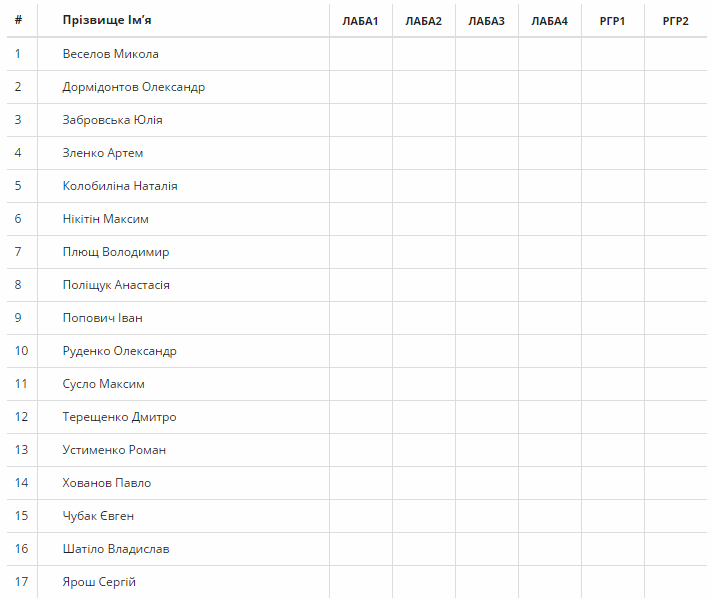 # Прізвище Ім’я ЛАБА1 ЛАБА2 ЛАБА3 ЛАБА4 РГР1 РГР2
1 Веселов Микола
2 Дормідонтов Олександр
3 Забровська Юлія
4 Зленко Артем
5 Колобиліна Наталія
6 Нікітін Максим
7 Плющ Володимир
8 Поліщук Анастасія
9 Попович Іван
10 Руденко Олександр
11 Сусло Максим
12 Терещенко Дмитро
13 Устименко Роман
14 Хованов Павло
15 Чубак Євген
16 Шатіло Владислав
17 Ярош Сергій